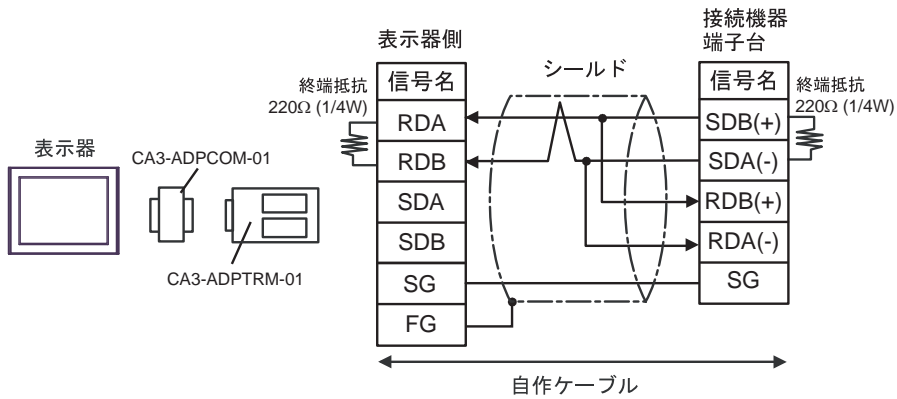 接続機器
端子台
表示器側
シールド
信号名
信号名
終端抵抗
220Ω (1/4W)
終端抵抗
220Ω (1/4W)
RDA
SDB(+)
表示器
CA3-ADPCOM-01
RDB
SDA(-)
SDA
RDB(+)
SDB
RDA(-)
CA3-ADPTRM-01
SG
SG
FG
自作ケーブル